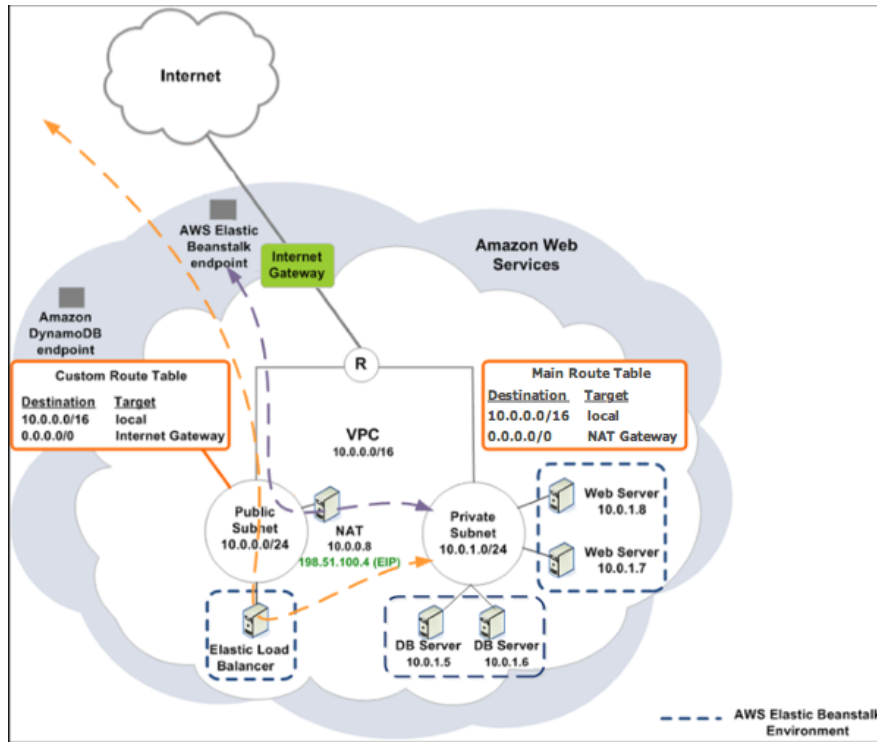 Internet
AWS Elastic
Beanstalk
endpoint
Internet
Gateway
Amazon Web
Services
Amazon
DynamoDB
endpoint
R
Custom Route Table
Destination Target
10.0.0.0/16 local
0.0.0.0/0 Internet Gateway
Main Route Table
Destination Target
10.0.0.0/16 local
0.0.0.0/0 NAT Gateway
VPC
10.0.0.0/16
Public
Subnet
10.0.0.0/24
NAT
10.0.0.8
198.51.100.4 (EIP)
Private
Subnet
10.0.1.0/24
Web Server
10.0.1.8
Web Server
10.0.1.7
Elastic Load
Balancer
DB Server
10.0.1.5
DB Server
10.0.1.6
AWS Elastic Beanstalk
Environment